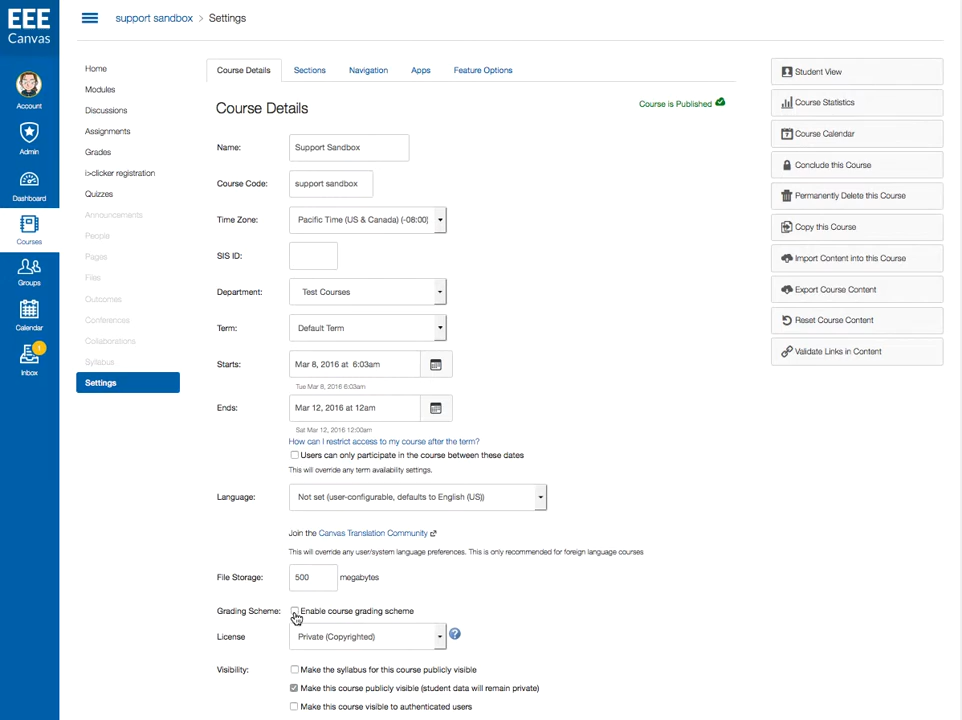 EEE
Canvas
support sandbox > Settings
Account
Admin
Dashboard
Courses
Groups
Calendar
1
Inbox
Home
Modules
Discussions
Assignments
Grades
i>clicker registration
Quizzes
Announcements
People
Pages
Files
Outcomes
Conferences
Collaborations
Syllabus
Settings
Course Details Sections Navigation Apps Feature Options
Course Details
Course is Published
Name: Support Sandbox
Course Code: support sandbox
Time Zone: Pacific Time (US & Canada) (-08:00)
SIS ID:
Department: Test Courses
Term: Default Term
Starts: Mar 8, 2016 at 6:03am
Tue Mar 8, 2016 6:03am
Ends: Mar 12, 2016 at 12am
Sat Mar 12, 2016 12:00am
How can I restrict access to my course after the term?
Users can only participate in the course between these dates
This will override any term availability settings.
Language: Not set (user-configurable, defaults to English (US))
Join the Canvas Translation Community
This will override any user/system language preferences. This is only recommended for foreign language courses
File Storage: 500 megabytes
Grading Scheme: Enable course grading scheme
License Private (Copyrighted) ?
Visibility: Make the syllabus for this course publicly visible
Make this course publicly visible (student data will remain private)
Make this course visible to authenticated users
Student View
Course Statistics
Course Calendar
Conclude this Course
Permanently Delete this Course
Copy this Course
Import Content into this Course
Export Course Content
Reset Course Content
Validate Links in Content